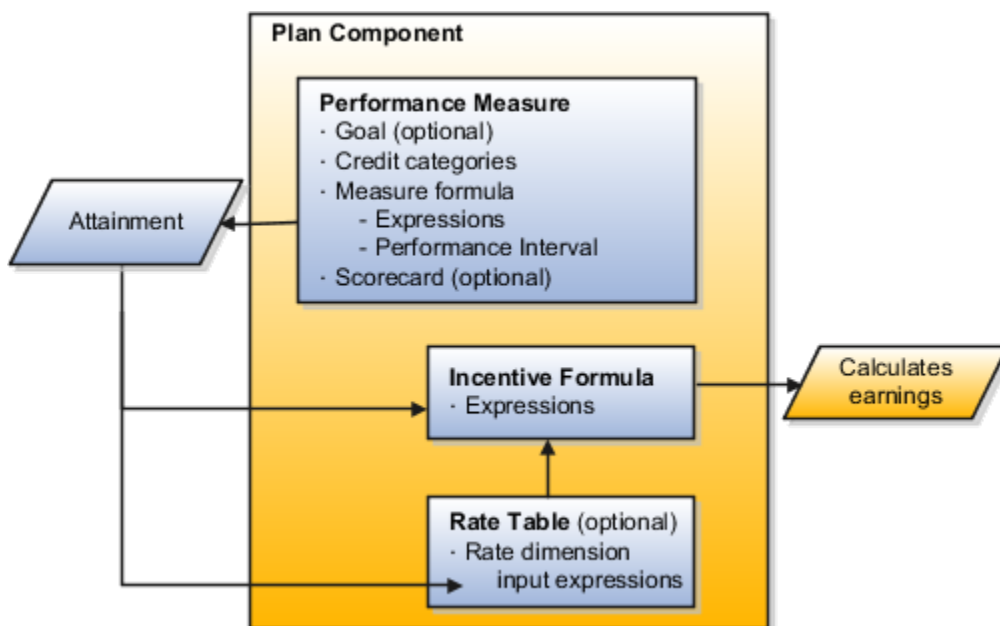 Plan Component
Performance Measure
· Goal (optional)
· Credit categories
· Measure formula
- Expressions
- Performance Interval
· Scorecard (optional)
Attainment
Incentive Formula
· Expressions
Calculates
earnings
Rate Table (optional)
· Rate dimension
input expressions